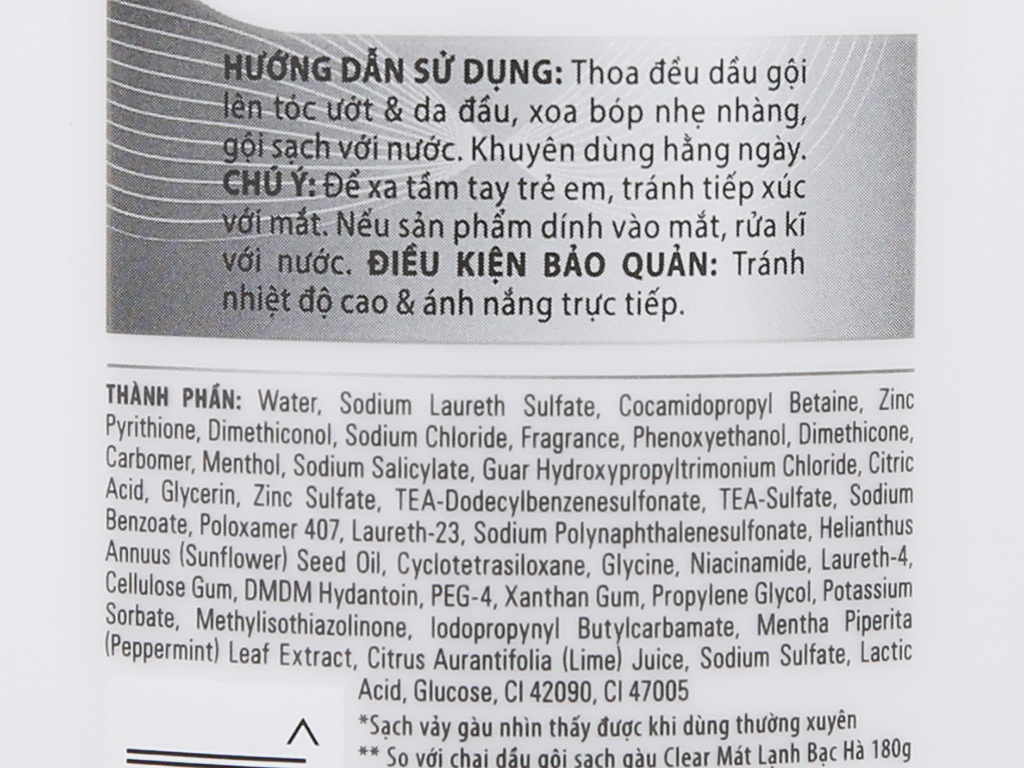 HƯỚNG DẪN SỬ DỤNG: Thoa đều dầu gội
lên tóc ướt & da đầu, xoa bóp nhẹ nhàng,
gội sạch với nước. Khuyên dùng hằng ngày.
CHÚ Ý: Để xa tầm tay trẻ em, tránh tiếp xúc
với mắt. Nếu sản phẩm dính vào mắt, rửa kĩ
với nước. ĐIỀU KIỆN BẢO QUẢN: Tránh
nhiệt độ cao & ánh nắng trực tiếp.
THÀNH PHẦN: Water, Sodium Laureth Sulfate, Cocamidopropyl Betaine, Zinc
Pyrithione, Dimethiconol, Sodium Chloride, Fragrance, Phenoxyethanol, Dimethicone,
Carbomer, Menthol, Sodium Salicylate, Guar Hydroxypropyltrimonium Chloride, Citric
Acid, Glycerin, Zinc Sulfate, TEA-Dodecylbenzenesulfonate, TEA-Sulfate, Sodium
Benzoate, Poloxamer 407, Laureth-23, Sodium Polynaphthalenesulfonate, Helianthus
Annuus (Sunflower) Seed Oil, Cyclotetrasiloxane, Glycine, Niacinamide, Laureth-4,
Cellulose Gum, DMDM Hydantoin, PEG-4, Xanthan Gum, Propylene Glycol, Potassium
Sorbate, Methylisothiazolinone, Iodopropynyl Butylcarbamate, Mentha Piperita
(Peppermint) Leaf Extract, Citrus Aurantifolia (Lime) Juice, Sodium Sulfate, Lactic
Acid, Glucose, CI 42090, CI 47005
*Sạch vảy gàu nhìn thấy được khi dùng thường xuyên
** So với chai dầu gội sạch gàu Clear Mát Lạnh Bạc Hà 180g